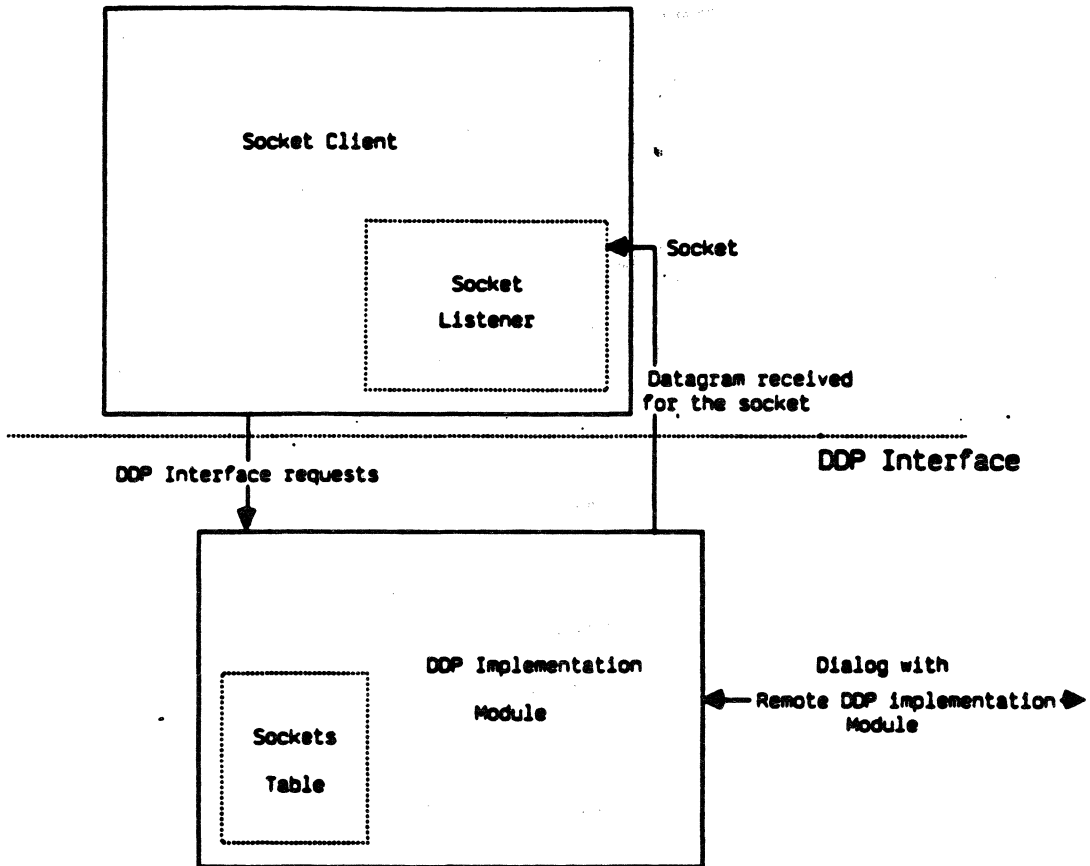 Socket Client
Socket
Socket
Listener
Datagram received
for the socket
DDP Interface
DDP Interface requests
DDP Implementation
Module
Dialog with
Remote DDP implementation
Module
Sockets
Table